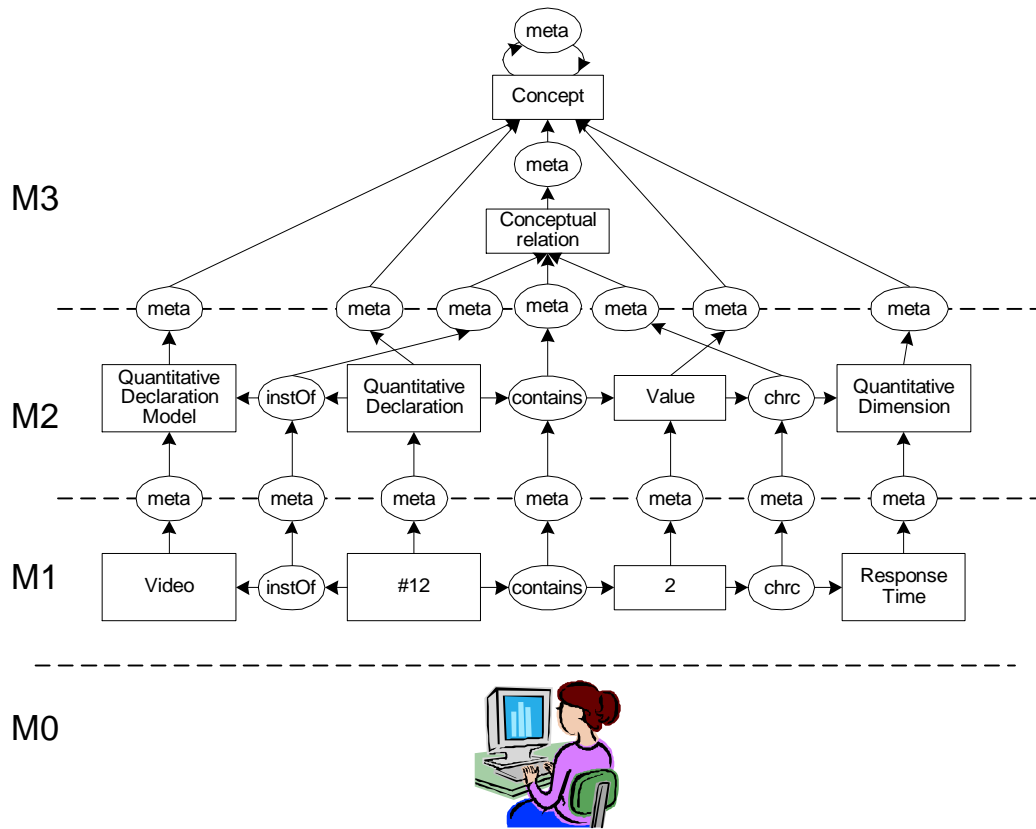 meta
Concept
meta
M3
Conceptual
relation
meta
meta
meta
meta
meta
meta
meta
M2
Quantitative
Declaration
Model
instOf
Quantitative
Declaration
contains
Value
chrc
Quantitative
Dimension
meta
meta
meta
meta
meta
meta
meta
M1
Video
instOf
#12
contains
2
chrc
Response
Time
M0